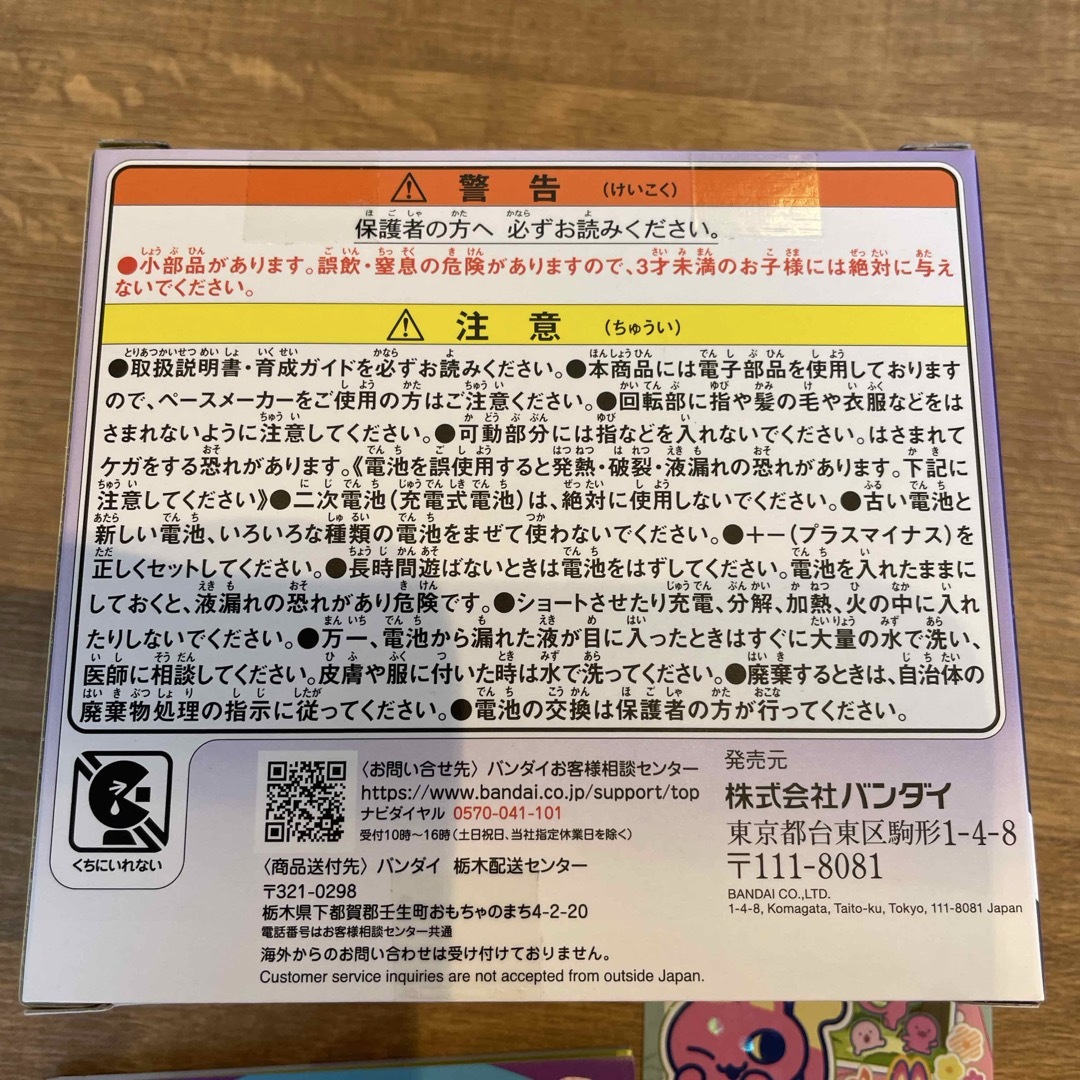 ⚠ 警告 (けいこく)
保護者の方へ 必ずお読みください。
●小部品があります。誤飲・窒息の危険がありますので、3才未満のお子様には絶対に与え
ないでください。
⚠ 注意 (ちゅうい)
●取扱説明書・育成ガイドを必ずお読みください。●本商品には電子部品を使用しております
ので、ペースメーカーをご使用の方はご注意ください。●回転部に指や髪の毛や衣服などをは
さまれないように注意してください。●可動部分には指などを入れないでください。はさまれて
ケガをする恐れがあります。《電池を誤使用すると発熱・破裂・液漏れの恐れがあります。下記に
注意してください》●二次電池(充電式電池)は、絶対に使用しないでください。●古い電池と
新しい電池、いろいろな種類の電池をまぜて使わないでください。●+−(プラスマイナス)を
正しくセットしてください。●長時間遊ばないときは電池をはずしてください。電池を入れたままに
しておくと、液漏れの恐れがあり危険です。●ショートさせたり充電、分解、加熱、火の中に入れ
たりしないでください。●万一、電池から漏れた液が目に入ったときはすぐに大量の水で洗い、
医師に相談してください。皮膚や服に付いた時は水で洗ってください。●廃棄するときは、自治体の
廃棄物処理の指示に従ってください。●電池の交換は保護者の方が行ってください。
くちにいれない
〈お問い合せ先〉バンダイお客様相談センター
https://www.bandai.co.jp/support/top
ナビダイヤル 0570-041-101
受付10時〜16時(土日祝日、当社指定休業日を除く)
〈商品送付先〉バンダイ 栃木配送センター
〒321-0298
栃木県下都賀郡壬生町おもちゃのまち4-2-20
電話番号はお客様相談センター共通
海外からのお問い合わせは受け付けておりません。
Customer service inquiries are not accepted from outside Japan.
発売元
株式会社バンダイ
東京都台東区駒形1-4-8
〒111-8081
BANDAI CO.,LTD.
1-4-8, Komagata, Taito-ku, Tokyo, 111-8081 Japan